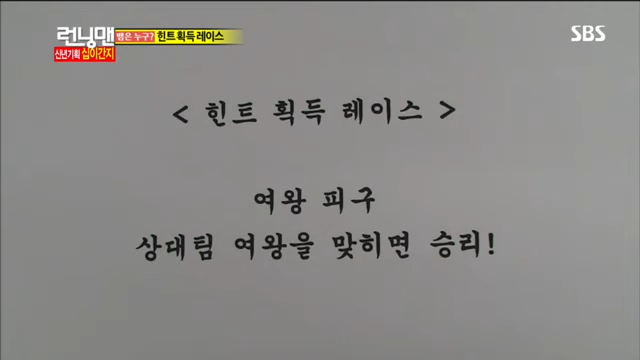 런닝맨 뱀은 누구? 힌트 획득 레이스
신년기획 십이간지
SBS
< 힌트 획득 레이스 >
여왕 피구
상대팀 여왕을 맞히면 승리!